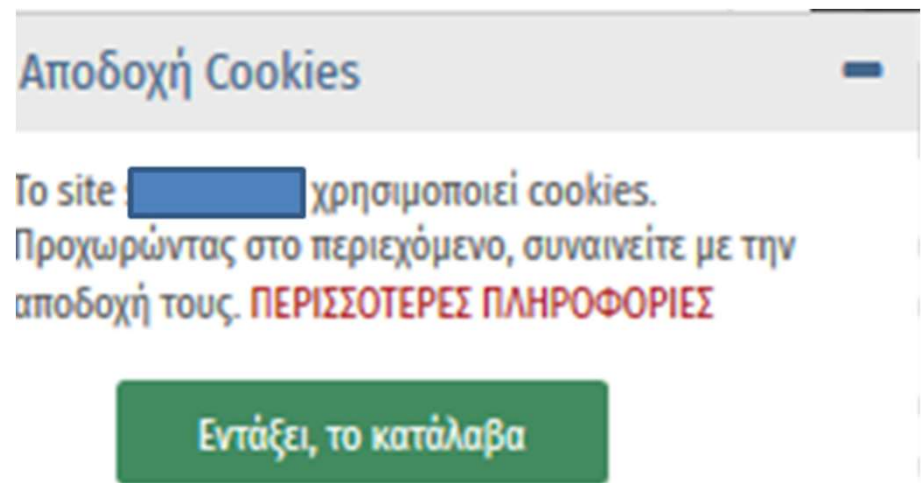 Αποδοχή Cookies
Το site χρησιμοποιεί cookies.
Προχωρώντας στο περιεχόμενο, συναινείτε με την
αποδοχή τους. ΠΕΡΙΣΣΟΤΕΡΕΣ ΠΛΗΡΟΦΟΡΙΕΣ
Εντάξει, το κατάλαβα